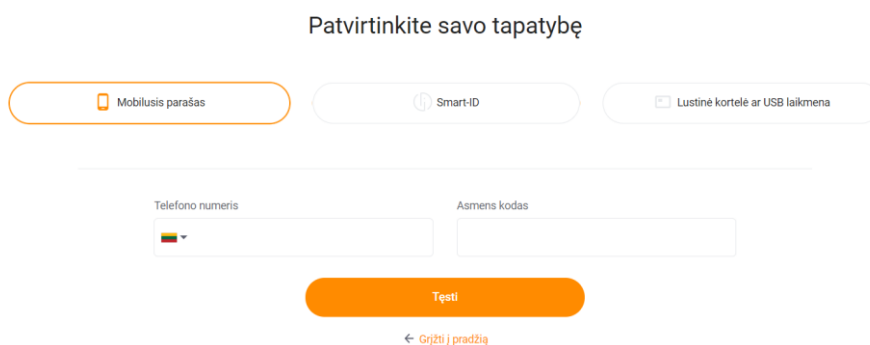 Patvirtinkite savo tapatybę
Mobilusis parašas
Smart-ID
Lustinė kortelė ar USB laikmena
Telefono numeris
Asmens kodas
Tęsti
← Grįžti į pradžią